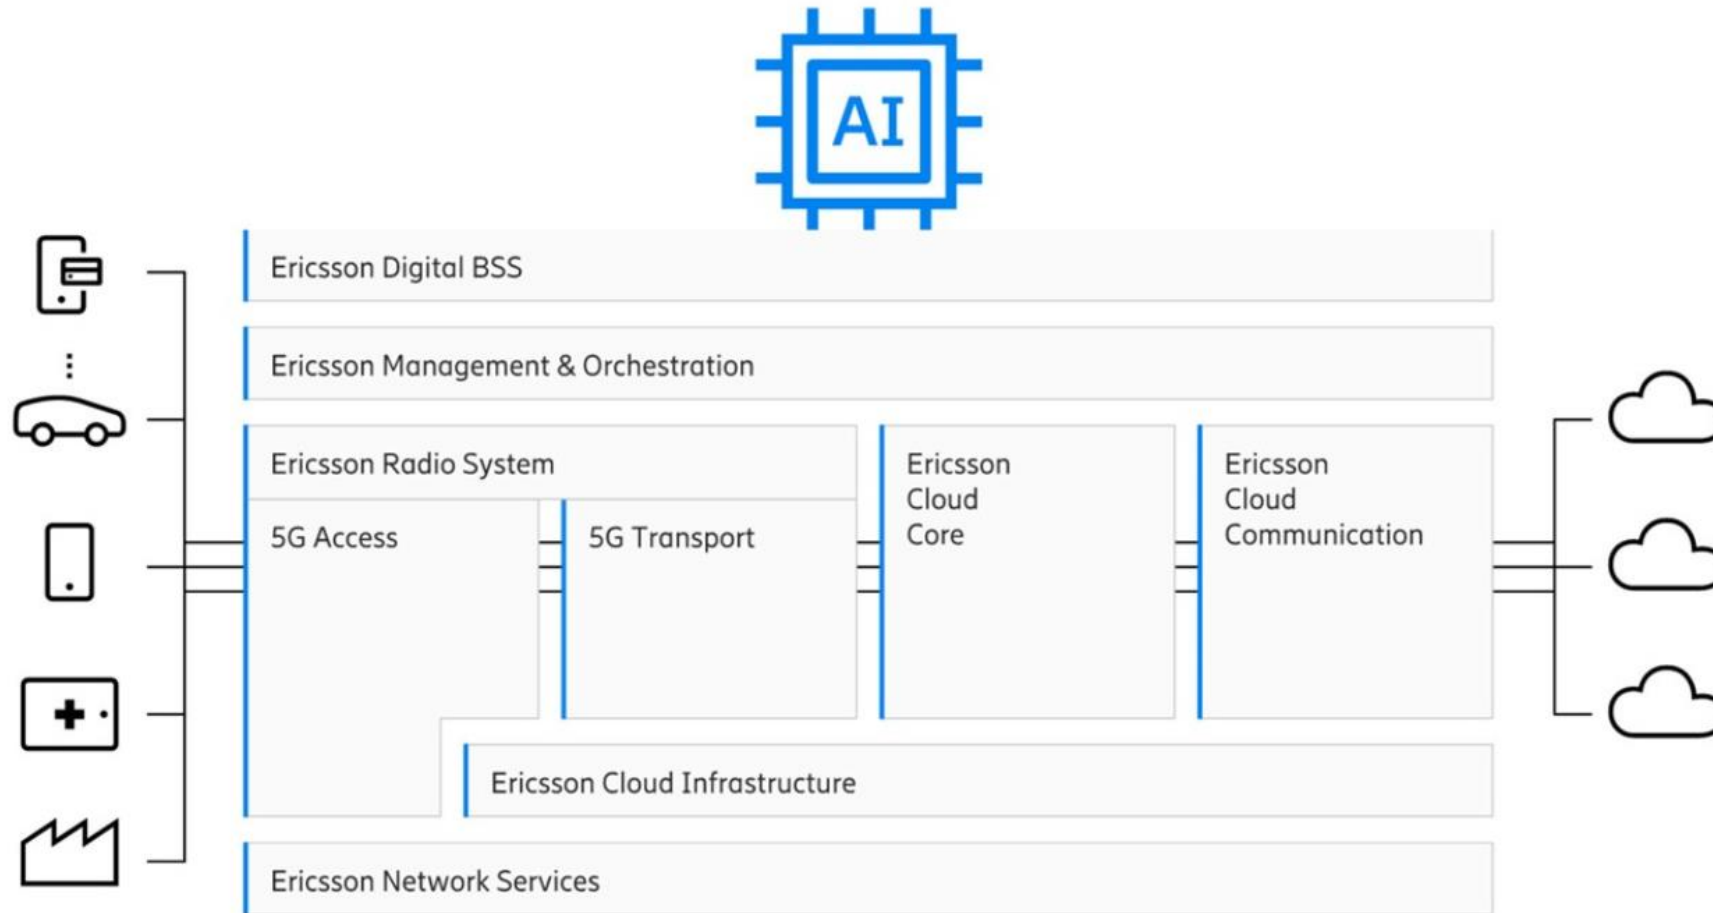 AI
Ericsson Digital BSS
Ericsson Management & Orchestration
Ericsson Radio System
5G Access
5G Transport
Ericsson
Cloud
Core
Ericsson
Cloud
Communication
Ericsson Cloud Infrastructure
Ericsson Network Services